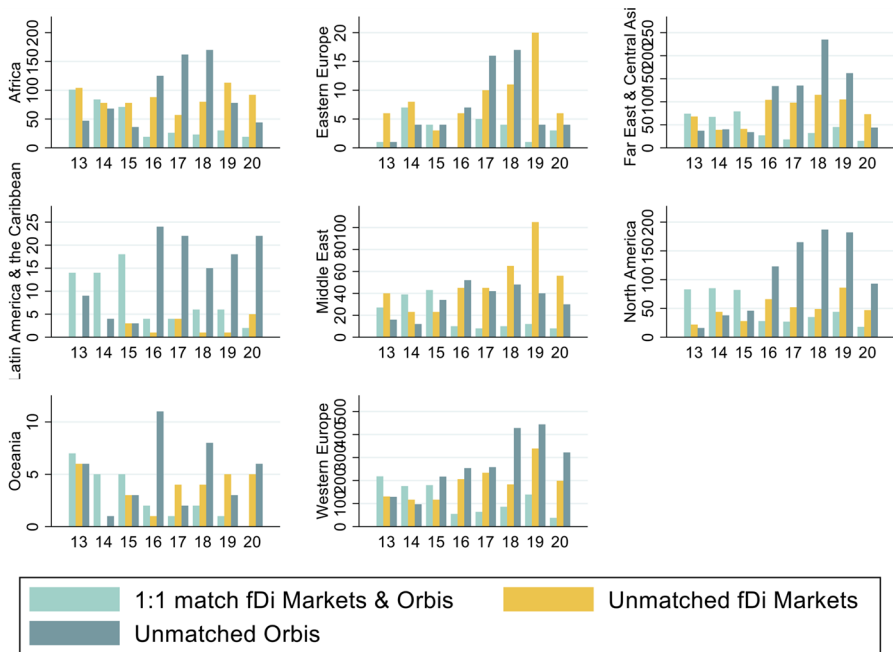 Africa
0 50 100 150 200
13 14 15 16 17 18 19 20
Eastern Europe
0 5 10 15 20
13 14 15 16 17 18 19 20
Far East & Central Asi
0 50 100 150 200 250
13 14 15 16 17 18 19 20
Latin America & the Caribbean
0 5 10 15 20 25
13 14 15 16 17 18 19 20
Middle East
0 20 40 60 80 100
13 14 15 16 17 18 19 20
North America
0 50 100 150 200
13 14 15 16 17 18 19 20
Oceania
0 5 10
13 14 15 16 17 18 19 20
Western Europe
0 100 200 300 400 500
13 14 15 16 17 18 19 20
1:1 match fDi Markets & Orbis
Unmatched fDi Markets
Unmatched Orbis